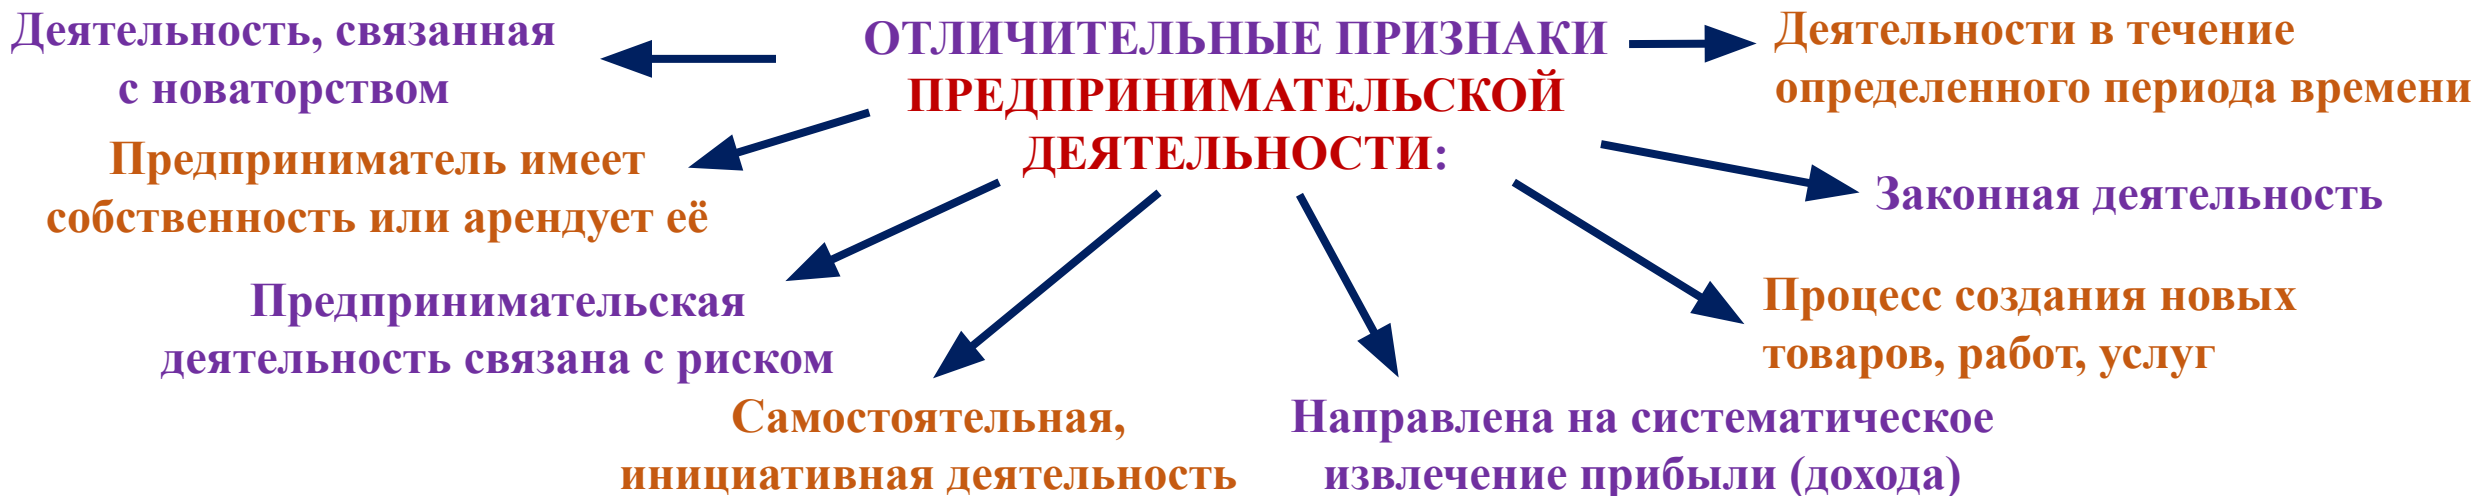 ОТЛИЧИТЕЛЬНЫЕ ПРИЗНАКИ
ПРЕДПРИНИМАТЕЛЬСКОЙ
ДЕЯТЕЛЬНОСТИ:
Деятельность, связанная
с новаторством
Предприниматель имеет
собственность или арендует её
Предпринимательская
деятельность связана с риском
Самостоятельная,
инициативная деятельность
Направлена на систематическое
извлечение прибыли (дохода)
Процесс создания новых
товаров, работ, услуг
Законная деятельность
Деятельности в течение
определенного периода времени